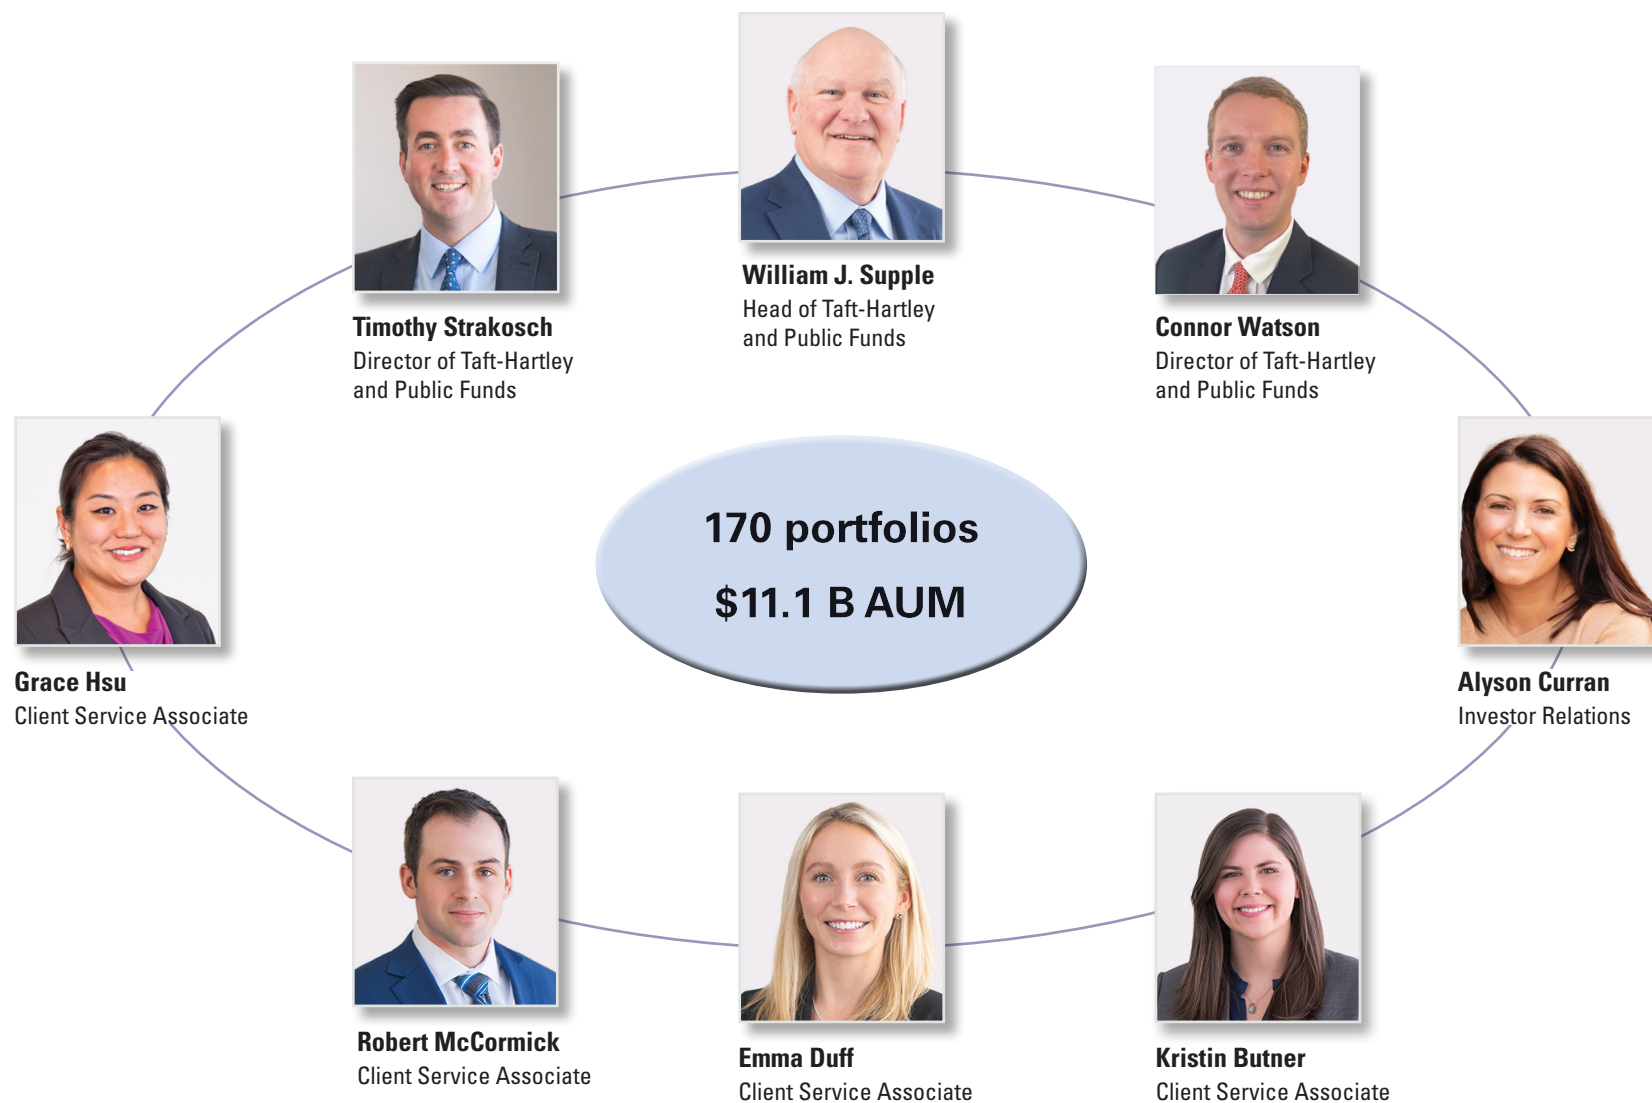 William J. Supple
Head of Taft-Hartley
and Public Funds
Timothy Strakosch
Director of Taft-Hartley
and Public Funds
Connor Watson
Director of Taft-Hartley
and Public Funds
170 portfolios
$11.1 B AUM
Grace Hsu
Client Service Associate
Alyson Curran
Investor Relations
Robert McCormick
Client Service Associate
Emma Duff
Client Service Associate
Kristin Butner
Client Service Associate